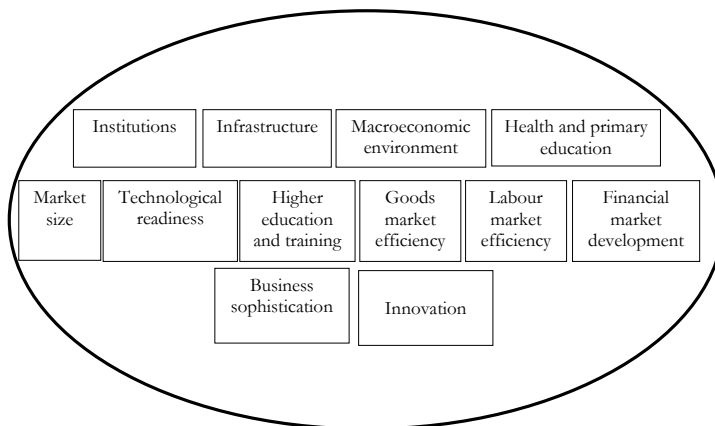 Institutions
Infrastructure
Macroeconomic
environment
Health and primary
education
Market
size
Technological
readiness
Higher
education
and training
Goods
market
efficiency
Labour
market
efficiency
Financial
market
development
Business
sophistication
Innovation